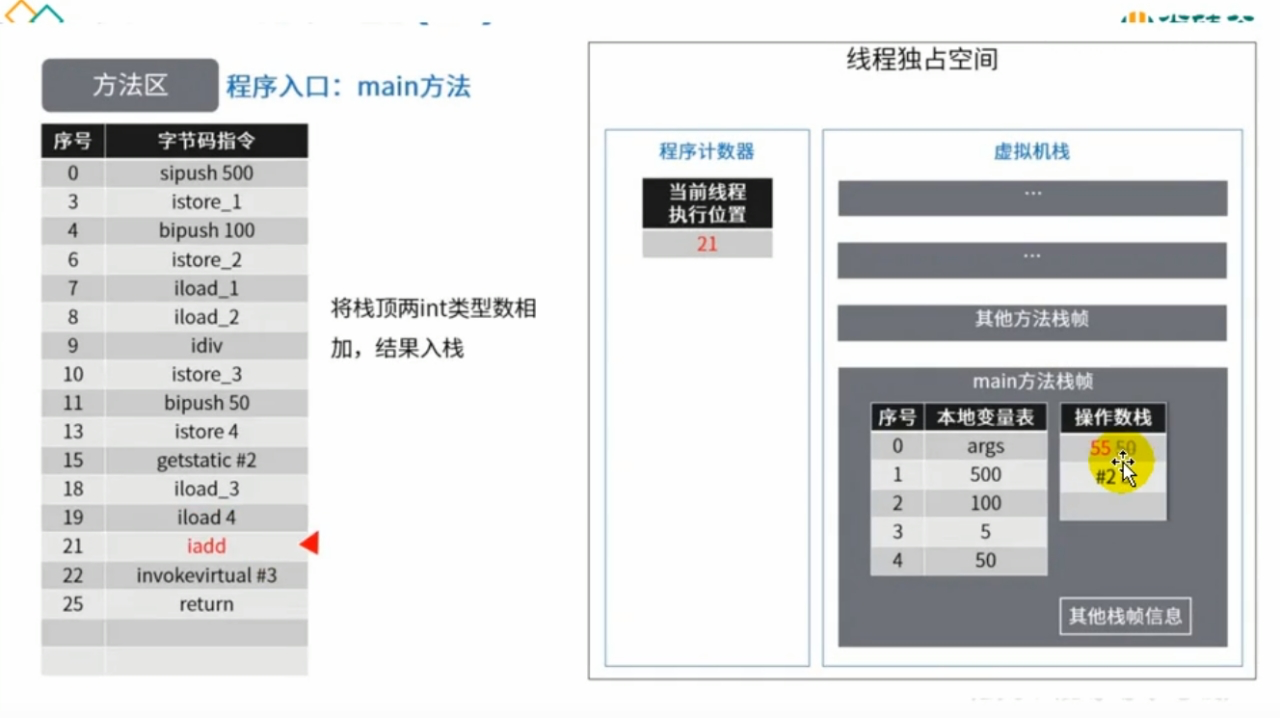 方法区 程序入口：main方法
序号 字节码指令
0 sipush 500
3 istore_1
4 bipush 100
6 istore_2
7 iload_1
8 iload_2
9 idiv
10 istore_3
11 bipush 50
13 istore 4
15 getstatic #2
18 iload_3
19 iload 4
21 iadd
22 invokevirtual #3
25 return
将栈顶两int类型数相
加，结果入栈
线程独占空间
程序计数器
当前线程
执行位置
21
虚拟机栈
...
...
其他方法栈帧
main方法栈帧
序号 本地变量表
0 args
1 500
2 100
3 5
4 50
操作数栈
55 50
#2
其他栈帧信息